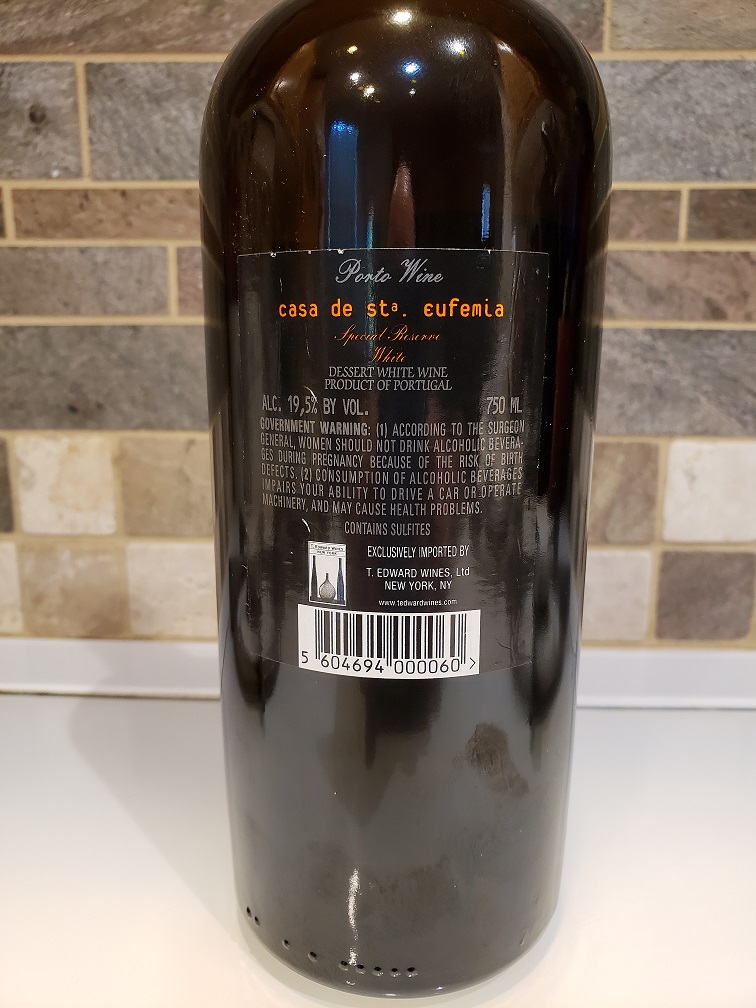 Porto Wine
casa de stª. eufemia
Special Reserve
White
DESSERT WHITE WINE
PRODUCT OF PORTUGAL
ALC. 19,5% BY VOL. 750 ML
GOVERNMENT WARNING: (1) ACCORDING TO THE SURGEON
GENERAL, WOMEN SHOULD NOT DRINK ALCOHOLIC BEVERA-
GES DURING PREGNANCY BECAUSE OF THE RISK OF BIRTH
DEFECTS. (2) CONSUMPTION OF ALCOHOLIC BEVERAGES
IMPAIRS YOUR ABILITY TO DRIVE A CAR OR OPERATE
MACHINERY, AND MAY CAUSE HEALTH PROBLEMS.
CONTAINS SULFITES
T. EDWARD WINES
NEW YORK
EXCLUSIVELY IMPORTED BY
T. EDWARD WINES, Ltd
NEW YORK, NY
www.tedwardwines.com
5 604694 000060 >